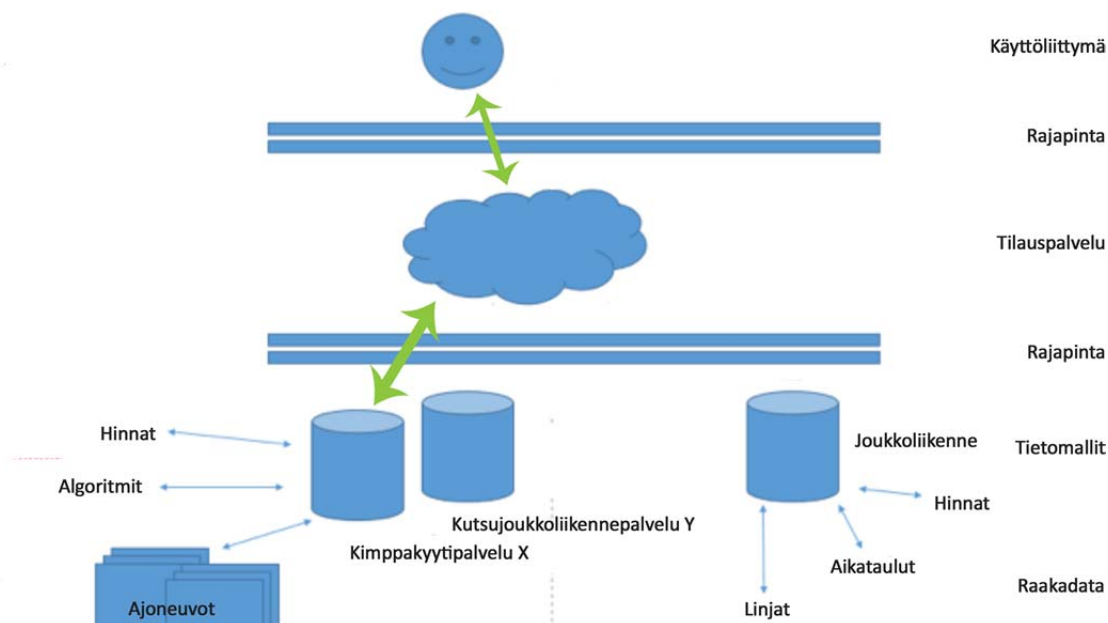 Käyttöliittymä
Rajapinta
Tilauspalvelu
Rajapinta
Hinnat
Joukkoliikenne
Tietomallit
Algoritmit
Hinnat
Kutsujoukkoliikennepalvelu Y
Kimppakyytipalvelu X
Aikataulut
Raakadata
Ajoneuvot
Linjat